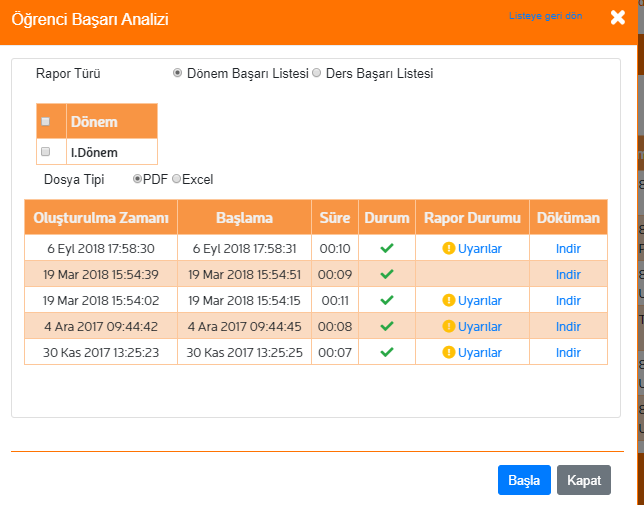 Öğrenci Başarı Analizi
Listeye geri dön
Rapor Türü Dönem Başarı Listesi Ders Başarı Listesi
Dönem
I.Dönem
Dosya Tipi PDF Excel
Oluşturulma Zamanı Başlama Süre Durum Rapor Durumu Döküman
6 Eyl 2018 17:58:30 6 Eyl 2018 17:58:31 00:10 Uyarılar Indir
19 Mar 2018 15:54:39 19 Mar 2018 15:54:51 00:09 Indir
19 Mar 2018 15:54:02 19 Mar 2018 15:54:15 00:11 Uyarılar Indir
4 Ara 2017 09:44:42 4 Ara 2017 09:44:45 00:08 Uyarılar Indir
30 Kas 2017 13:25:23 30 Kas 2017 13:25:25 00:07 Uyarılar Indir
Başla Kapat